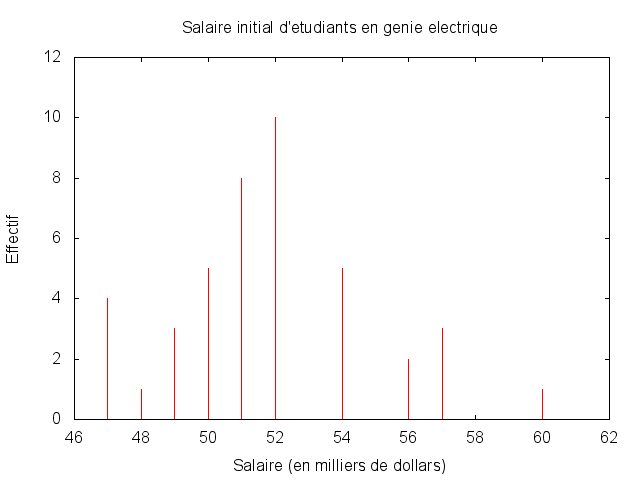 Salaire initial d'etudiants en genie electrique
12
10
8
6
4
2
0
Effectif
46 48 50 52 54 56 58 60 62
Salaire (en milliers de dollars)